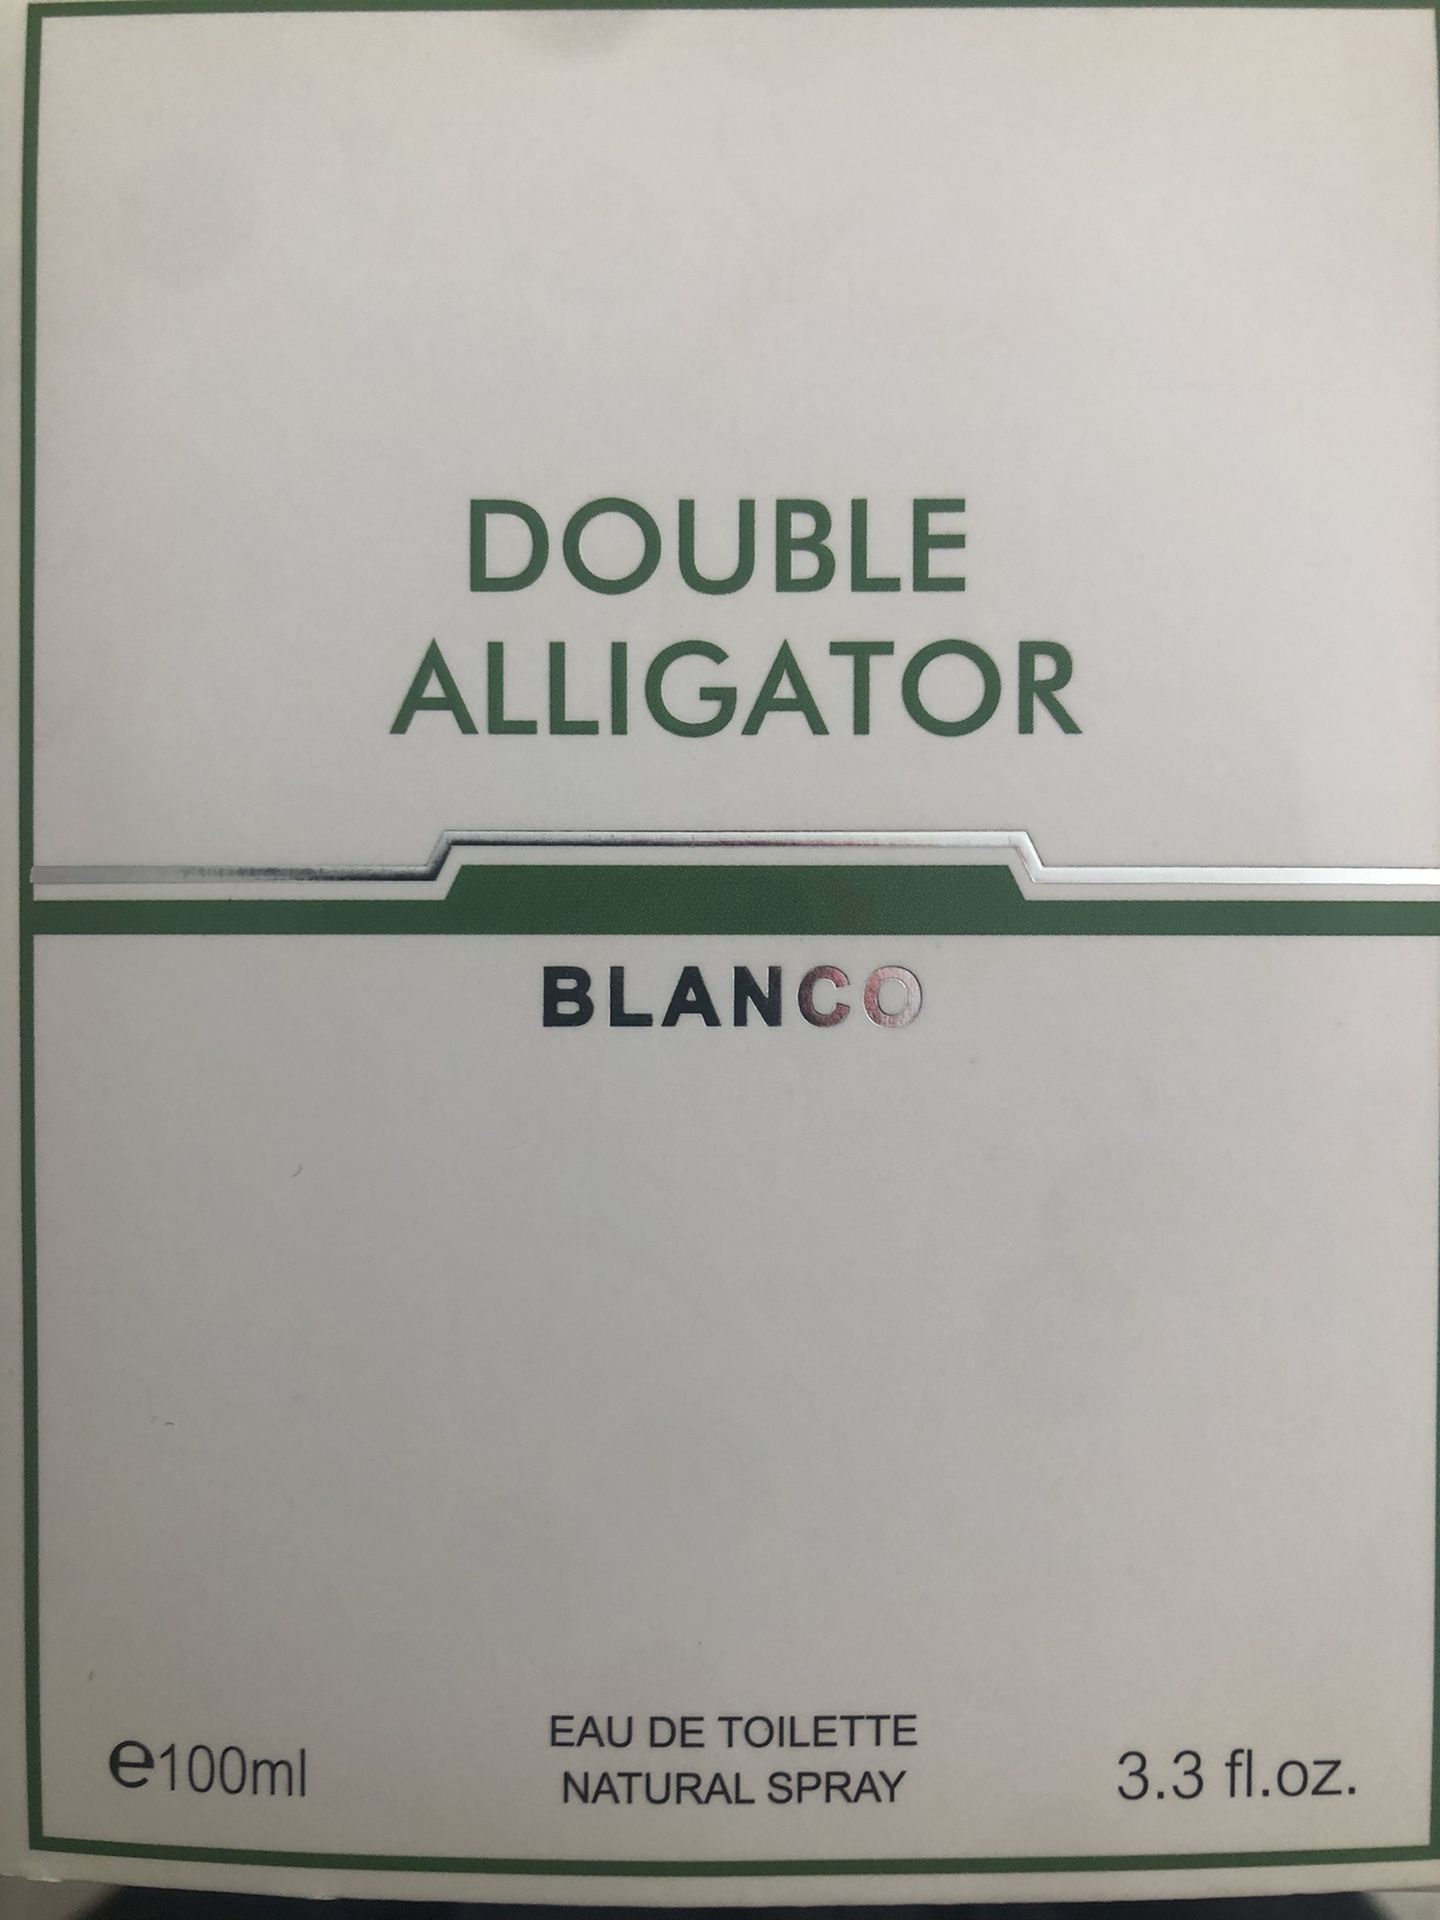 DOUBLE
ALLIGATOR
BLANCO
EAU DE TOILETTE
NATURAL SPRAY
e100ml
3.3 fl.oz.